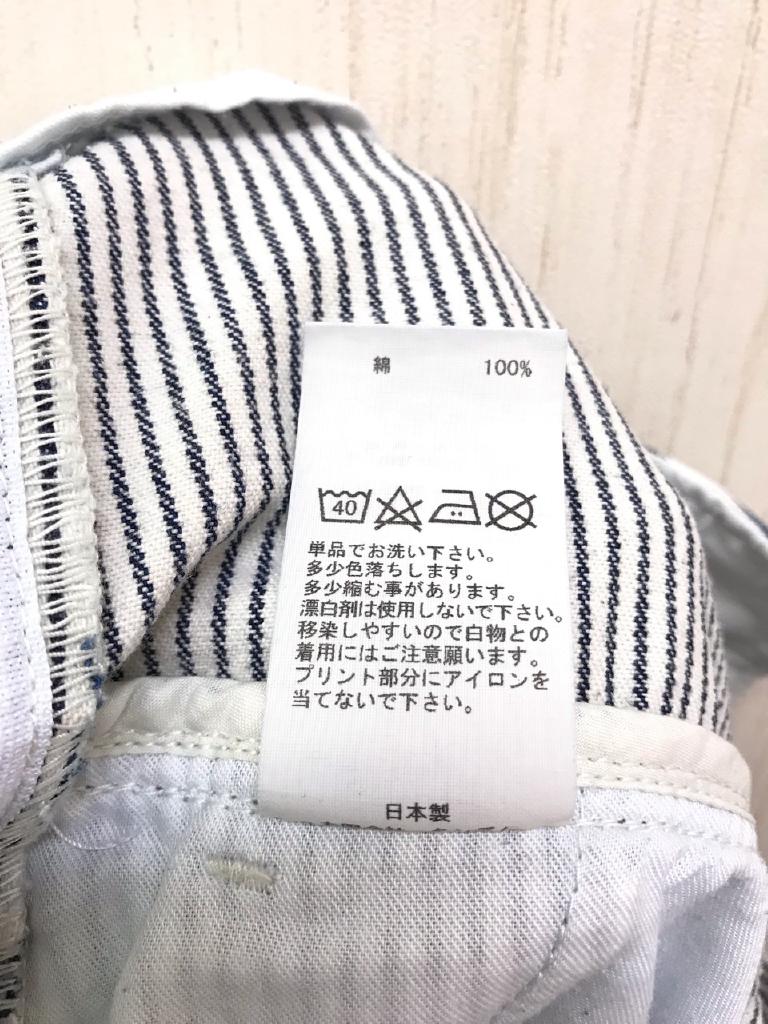 綿 100%
40
単品でお洗い下さい。
多少色落ちします。
多少縮む事があります。
漂白剤は使用しないで下さい。
移染しやすいので白物との
着用にはご注意願います。
プリント部分にアイロンを
当てないで下さい。
日本製